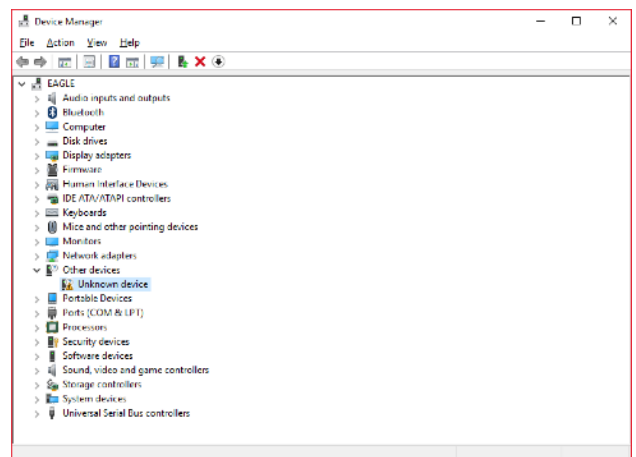 Device Manager
File Action View Help
EAGLE
Audio inputs and outputs
Bluetooth
Computer
Disk drives
Display adapters
Firmware
Human Interface Devices
IDE ATA/ATAPI controllers
Keyboards
Mice and other pointing devices
Monitors
Network adapters
Other devices
Unknown device
Portable Devices
Ports (COM & LPT)
Processors
Security devices
Software devices
Sound, video and game controllers
Storage controllers
System devices
Universal Serial Bus controllers